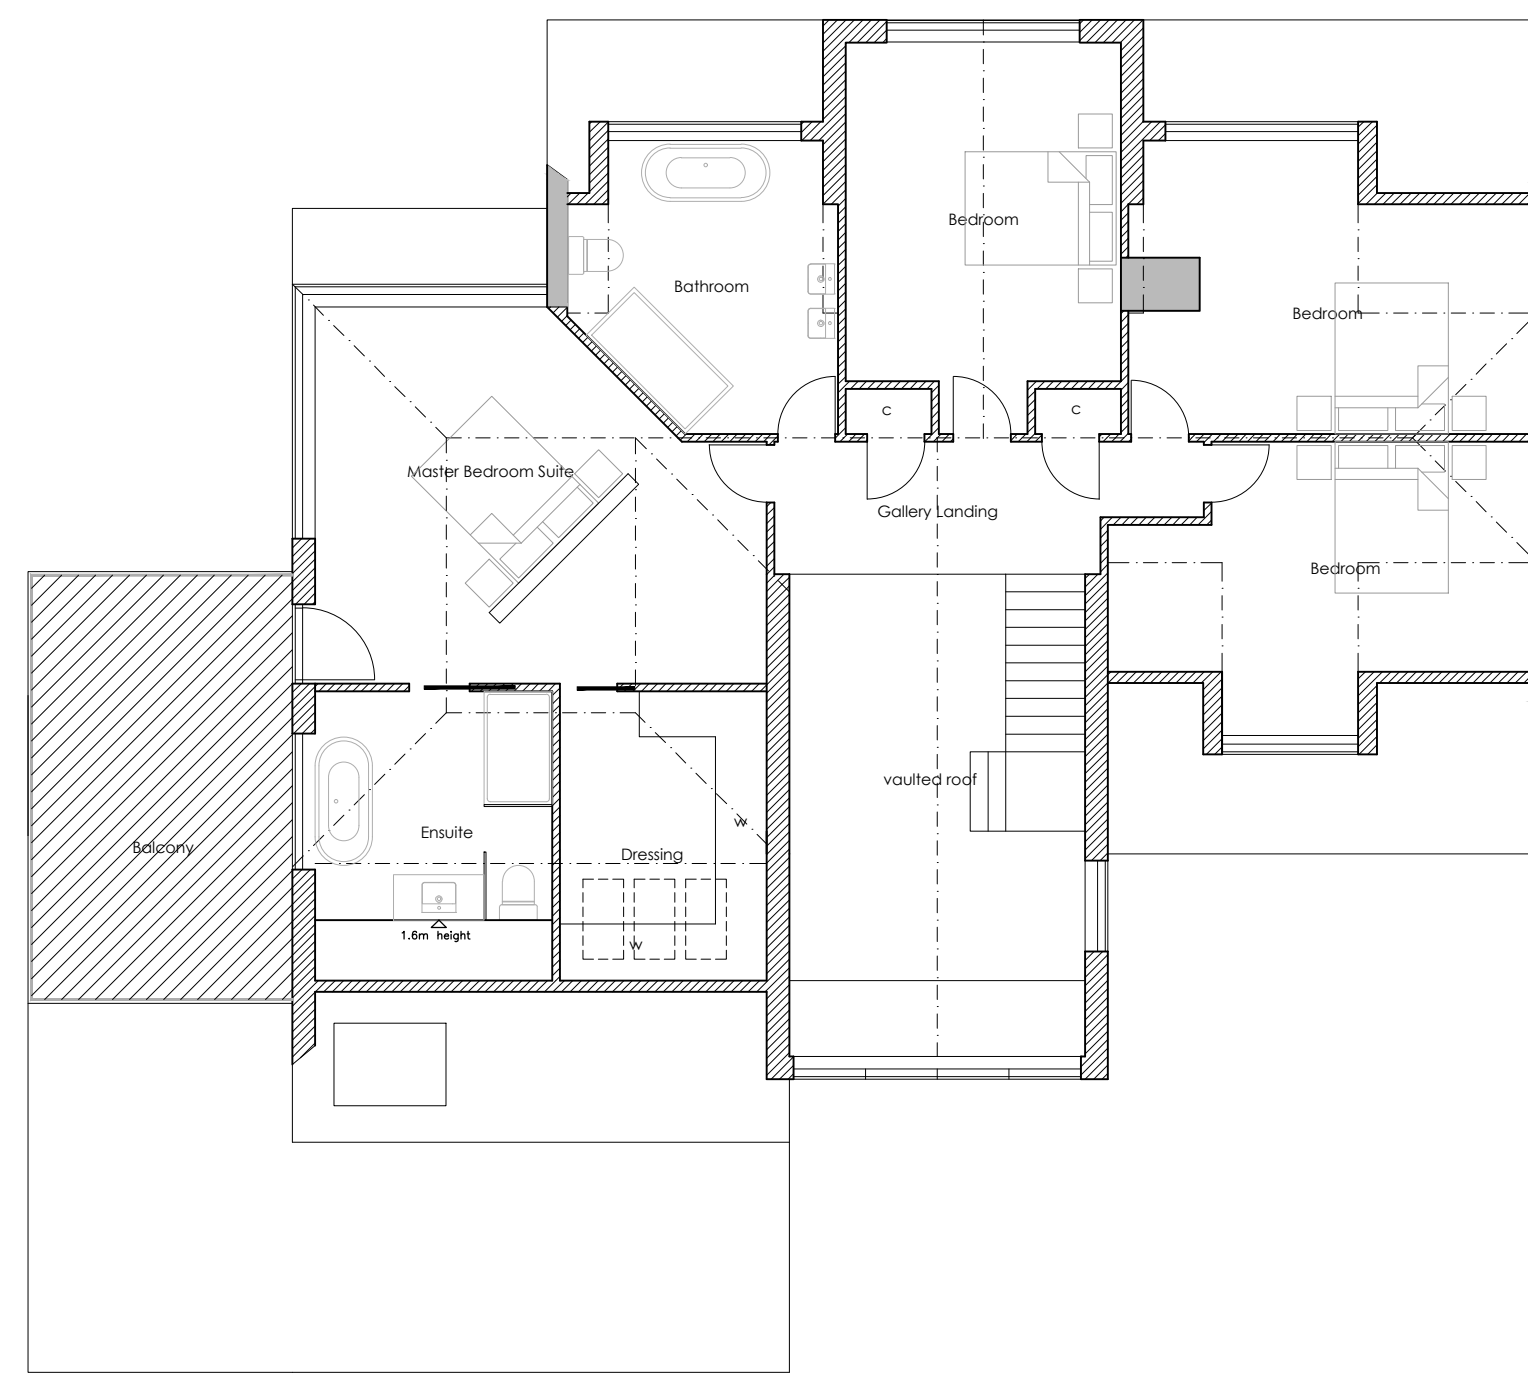 Bedroom
Bathroom
Bedroom
C
C
Master Bedroom Suite
Gallery Landing
Bedroom
vaulted roof
W
Ensuite
Balcony
Dressing
1.6m height
W